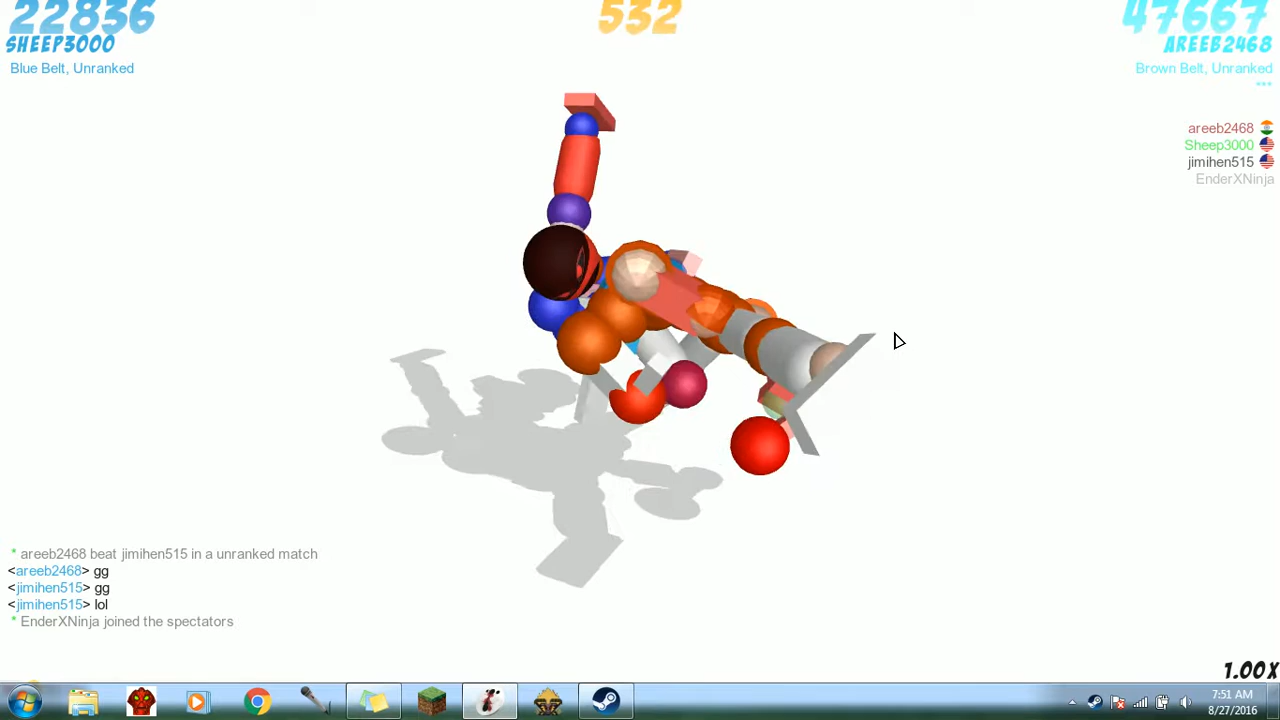 22836
SHEEP3000
Blue Belt, Unranked
532
47667
AREEB2468
Brown Belt, Unranked
areeb2468
Sheep3000
jimihen515
EnderXNinja
* areeb2468 beat jimihen515 in a unranked match
<areeb2468> gg
<jimihen515> gg
<jimihen515> lol
* EnderXNinja joined the spectators
1.00X
7:51 AM
8/27/2016